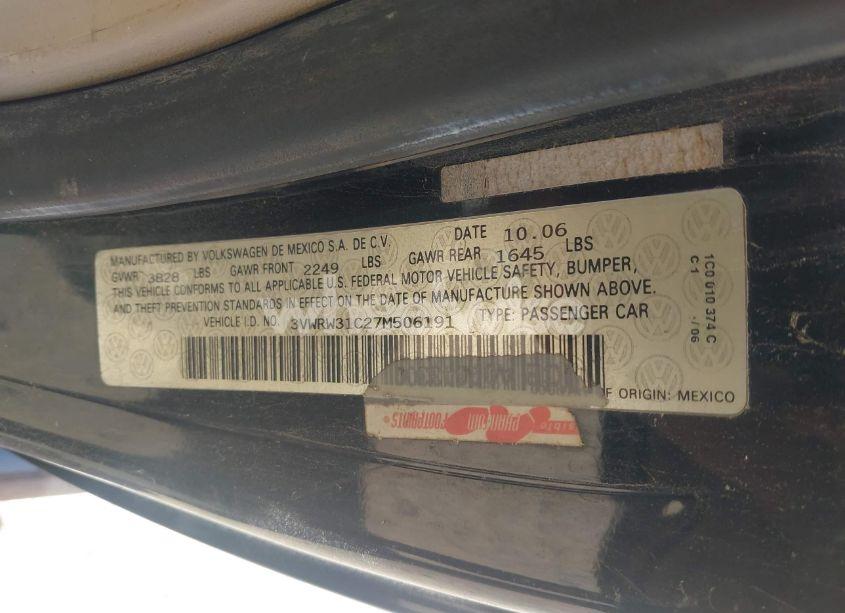 MANUFACTURED BY VOLKSWAGEN DE MEXICO S.A. DE C.V. DATE 10.06
GVWR 3828 LBS GAWR FRONT 2249 LBS GAWR REAR 1645 LBS
THIS VEHICLE CONFORMS TO ALL APPLICABLE U.S. FEDERAL MOTOR VEHICLE SAFETY, BUMPER,
AND THEFT PREVENTION STANDARDS IN EFFECT ON THE DATE OF MANUFACTURE SHOWN ABOVE.
VEHICLE I.D. NO. 3VWRW31C27M506191 TYPE: PASSENGER CAR
OF ORIGIN: MEXICO
1C0 010 374 C
C1 ./06
PHANTOM
FOOTPRINTS